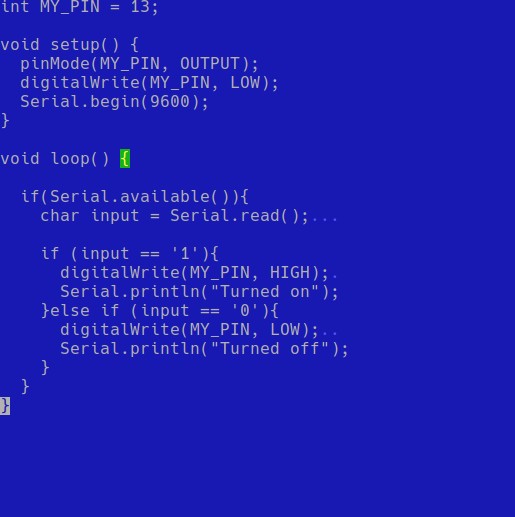 int MY_PIN = 13;

void setup() {
  pinMode(MY_PIN, OUTPUT);
  digitalWrite(MY_PIN, LOW);
  Serial.begin(9600);
}

void loop() {

  if(Serial.available()){
    char input = Serial.read();...

    if (input == '1'){
      digitalWrite(MY_PIN, HIGH);.
      Serial.println("Turned on");
    }else if (input == '0'){
      digitalWrite(MY_PIN, LOW);..
      Serial.println("Turned off");
    }
  }
}